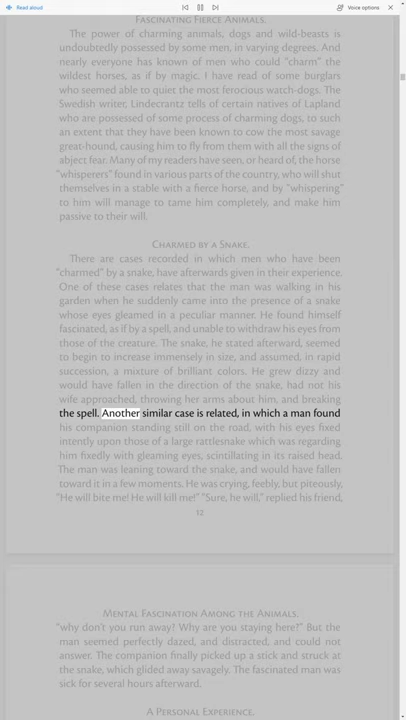 Read aloud
Voice options
FASCINATING FIERCE ANIMALS.
The power of charming animals, dogs and wild-beasts is
undoubtedly possessed by some men, in varying degrees. And
nearly everyone has known of men who could "charm" the
wildest horses, as if by magic. I have read of some burglars
who seemed able to quiet the most ferocious watch-dogs. The
Swedish writer, Lindecrantz tells of certain natives of Lapland
who are possessed of some process of charming dogs, to such
an extent that they have been known to cow the most savage
great-hound, causing him to fly from them with all the signs of
abject fear. Many of my readers have seen, or heard of, the horse
"whisperers" found in various parts of the country, who will shut
themselves in a stable with a fierce horse, and by "whispering"
to him will manage to tame him completely, and make him
passive to their will.
CHARMED BY A SNAKE.
There are cases recorded in which men who have been
"charmed" by a snake, have afterwards given in their experience.
One of these cases relates that the man was walking in his
garden when he suddenly came into the presence of a snake
whose eyes gleamed in a peculiar manner. He found himself
fascinated, as if by a spell, and unable to withdraw his eyes from
those of the creature. The snake, he stated afterward, seemed
to begin to increase immensely in size, and assumed, in rapid
succession, a mixture of brilliant colors. He grew dizzy and
would have fallen in the direction of the snake, had not his
wife approached, throwing her arms about him, and breaking
the spell. Another similar case is related, in which a man found
his companion standing still on the road, with his eyes fixed
intently upon those of a large rattlesnake which was regarding
him fixedly with gleaming eyes, scintillating in its raised head.
The man was leaning toward the snake, and would have fallen
toward it in a few moments. He was crying, feebly, but piteously,
"He will bite me! He will kill me!" "Sure, he will," replied his friend,
12
MENTAL FASCINATION AMONG THE ANIMALS.
"why don't you run away? Why are you staying here?" But the
man seemed perfectly dazed, and distracted, and could not
answer. The companion finally picked up a stick and struck at
the snake, which glided away savagely. The fascinated man was
sick for several hours afterward.
A PERSONAL EXPERIENCE.